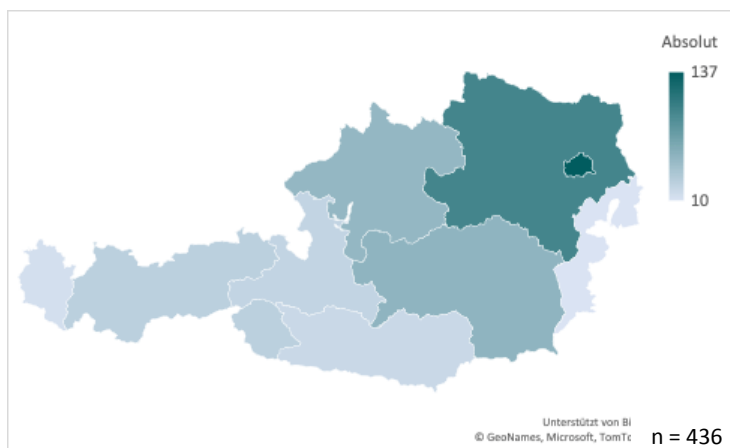 Absolut
137
10
Unterstützt von Bi
© GeoNames, Microsoft, TomTo
n = 436